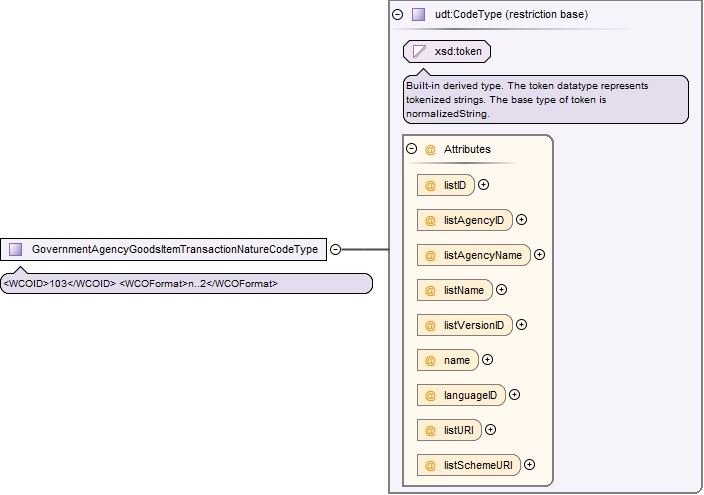 udt:CodeType (restriction base)
xsd:token
Built-in derived type. The token datatype represents
tokenized strings. The base type of token is
normalizedString.
@ Attributes
@ listID
@ listAgencyID
@ listAgencyName
@ listName
@ listVersionID
@ name
@ languageID
@ listURI
@ listSchemeURI
GovernmentAgencyGoodsItemTransactionNatureCodeType
<WCOID>103</WCOID> <WCOFormat>n..2</WCOFormat>